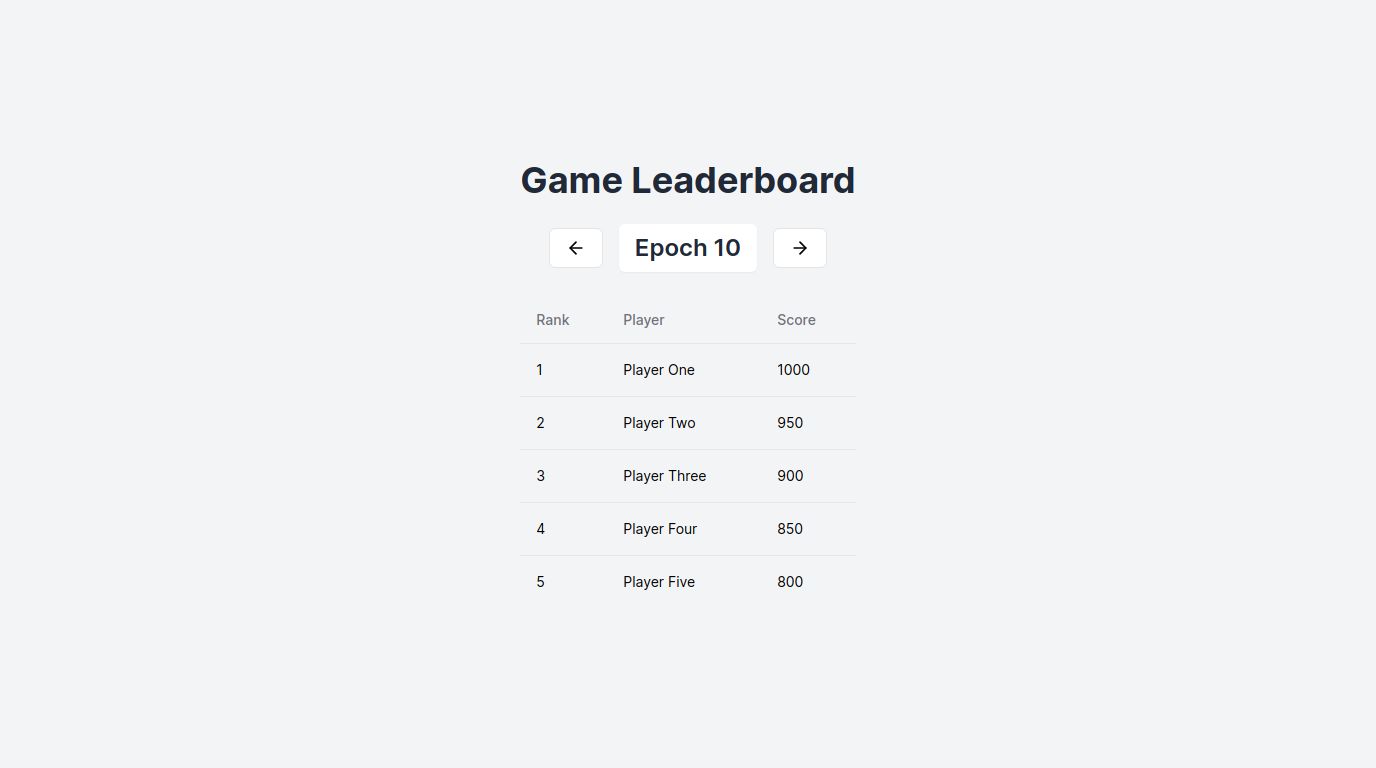 Game Leaderboard
Epoch 10
Rank Player Score
1 Player One 1000
2 Player Two 950
3 Player Three 900
4 Player Four 850
5 Player Five 800